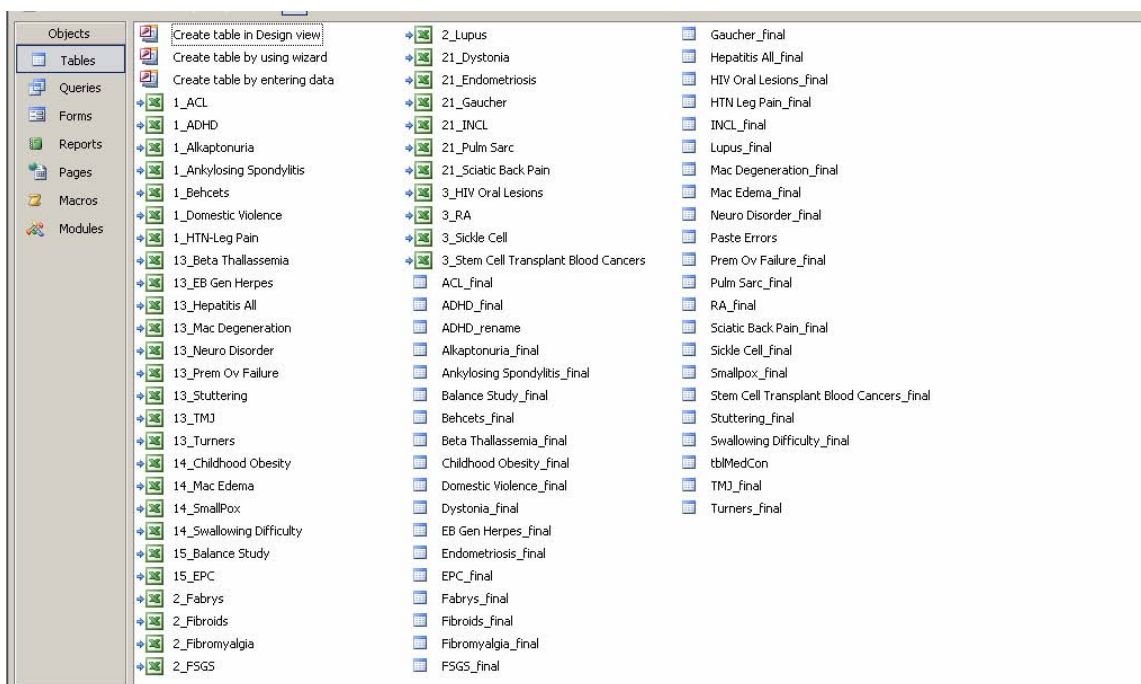 Objects
Tables
Queries
Forms
Reports
Pages
Macros
Modules
Create table in Design view
Create table by using wizard
Create table by entering data
1_ACL
1_ADHD
1_Alkaptonuria
1_Ankylosing Spondylitis
1_Behcets
1_Domestic Violence
1_HTN-Leg Pain
13_Beta Thallassemia
13_EB Gen Herpes
13_Hepatitis All
13_Mac Degeneration
13_Neuro Disorder
13_Prem Ov Failure
13_Stuttering
13_TMJ
13_Turners
14_Childhood Obesity
14_Mac Edema
14_SmallPox
14_Swallowing Difficulty
15_Balance Study
15_EPC
2_Fabrys
2_Fibroids
2_Fibromyalgia
2_FSGS
2_Lupus
21_Dystonia
21_Endometriosis
21_Gaucher
21_INCL
21_Pulm Sarc
21_Sciatic Back Pain
3_HIV Oral Lesions
3_RA
3_Sickle Cell
3_Stem Cell Transplant Blood Cancers
ACL_final
ADHD_final
ADHD_rename
Alkaptonuria_final
Ankylosing Spondylitis_final
Balance Study_final
Behcets_final
Beta Thallassemia_final
Childhood Obesity_final
Domestic Violence_final
Dystonia_final
EB Gen Herpes_final
Endometriosis_final
EPC_final
Fabrys_final
Fibroids_final
Fibromyalgia_final
FSGS_final
Gaucher_final
Hepatitis All_final
HIV Oral Lesions_final
HTN Leg Pain_final
INCL_final
Lupus_final
Mac Degeneration_final
Mac Edema_final
Neuro Disorder_final
Paste Errors
Prem Ov Failure_final
Pulm Sarc_final
RA_final
Sciatic Back Pain_final
Sickle Cell_final
Smallpox_final
Stem Cell Transplant Blood Cancers_final
Stuttering_final
Swallowing Difficulty_final
tblMedCon
TMJ_final
Turners_final